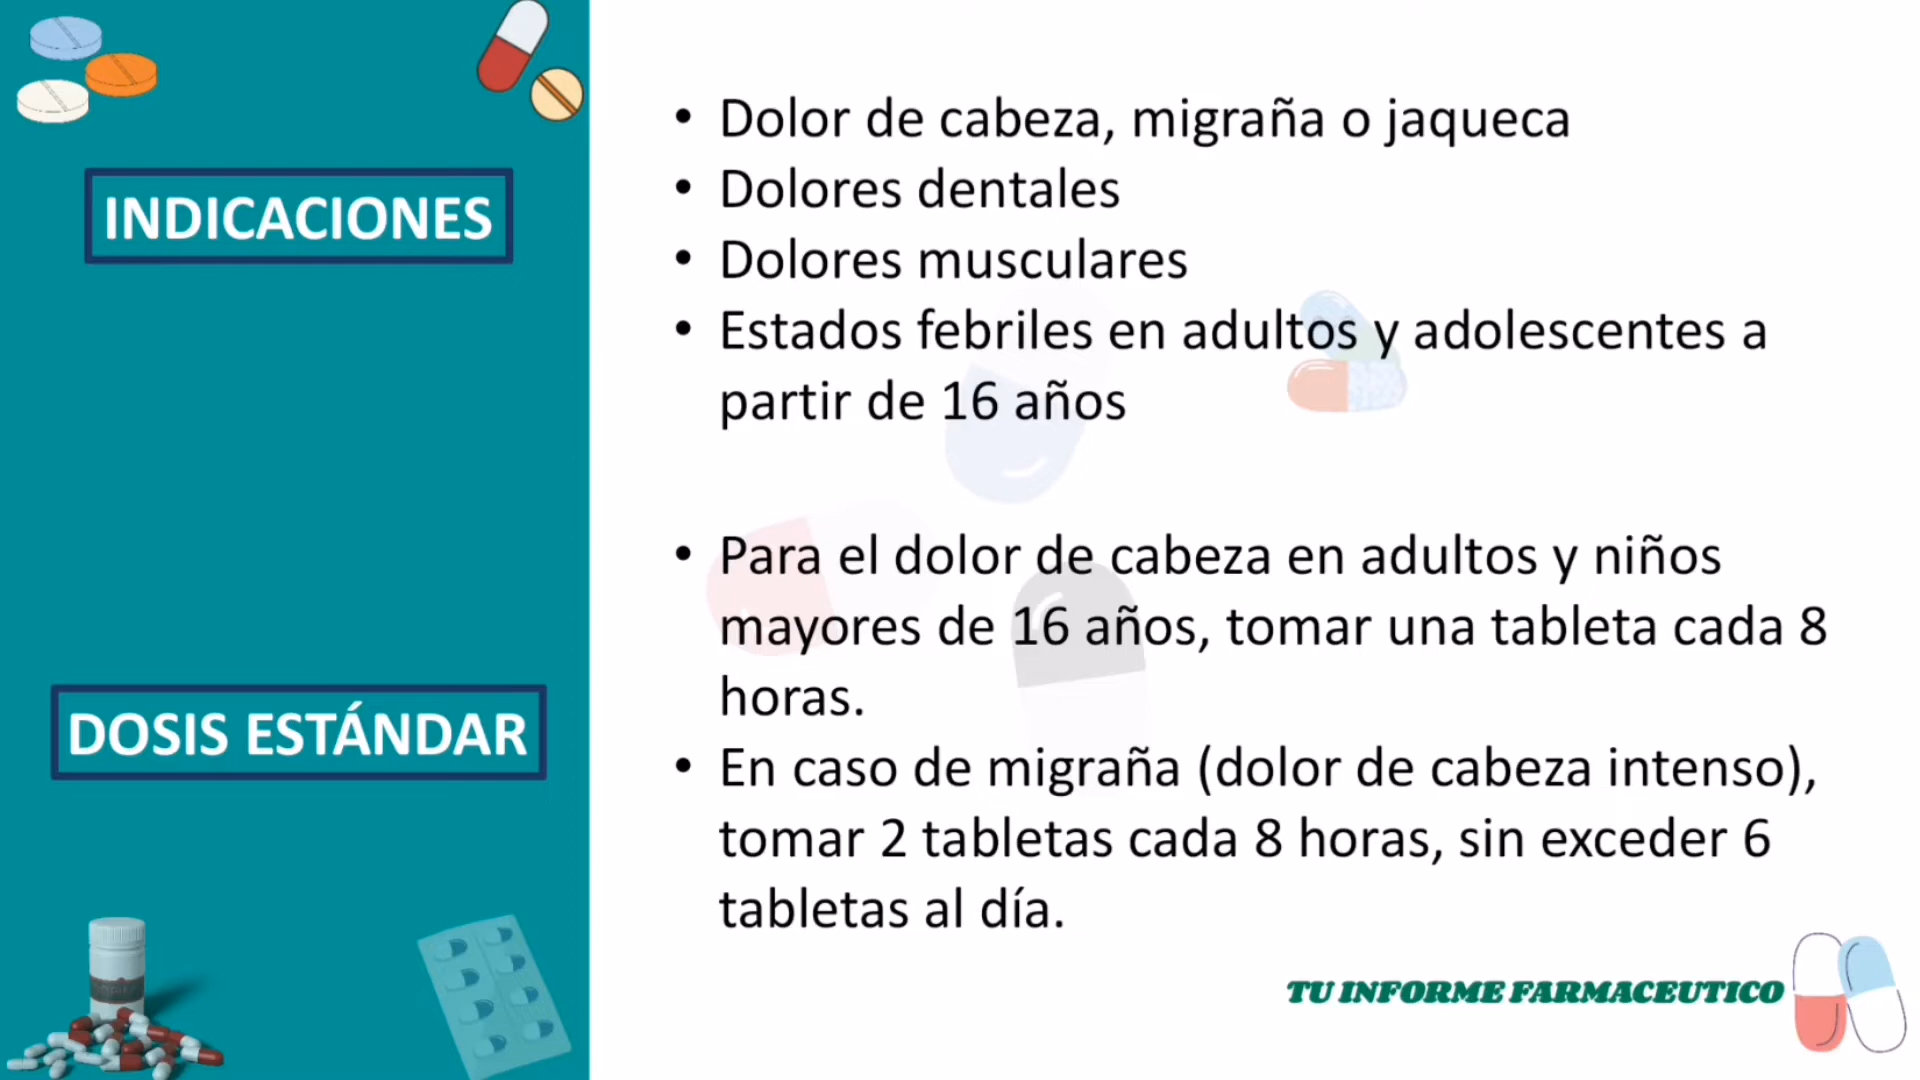 INDICACIONES
• Dolor de cabeza, migraña o jaqueca
• Dolores dentales
• Dolores musculares
• Estados febriles en adultos y adolescentes a
partir de 16 años
DOSIS ESTÁNDAR
• Para el dolor de cabeza en adultos y niños
mayores de 16 años, tomar una tableta cada 8
horas.
• En caso de migraña (dolor de cabeza intenso),
tomar 2 tabletas cada 8 horas, sin exceder 6
tabletas al día.
TU INFORME FARMACEUTICO